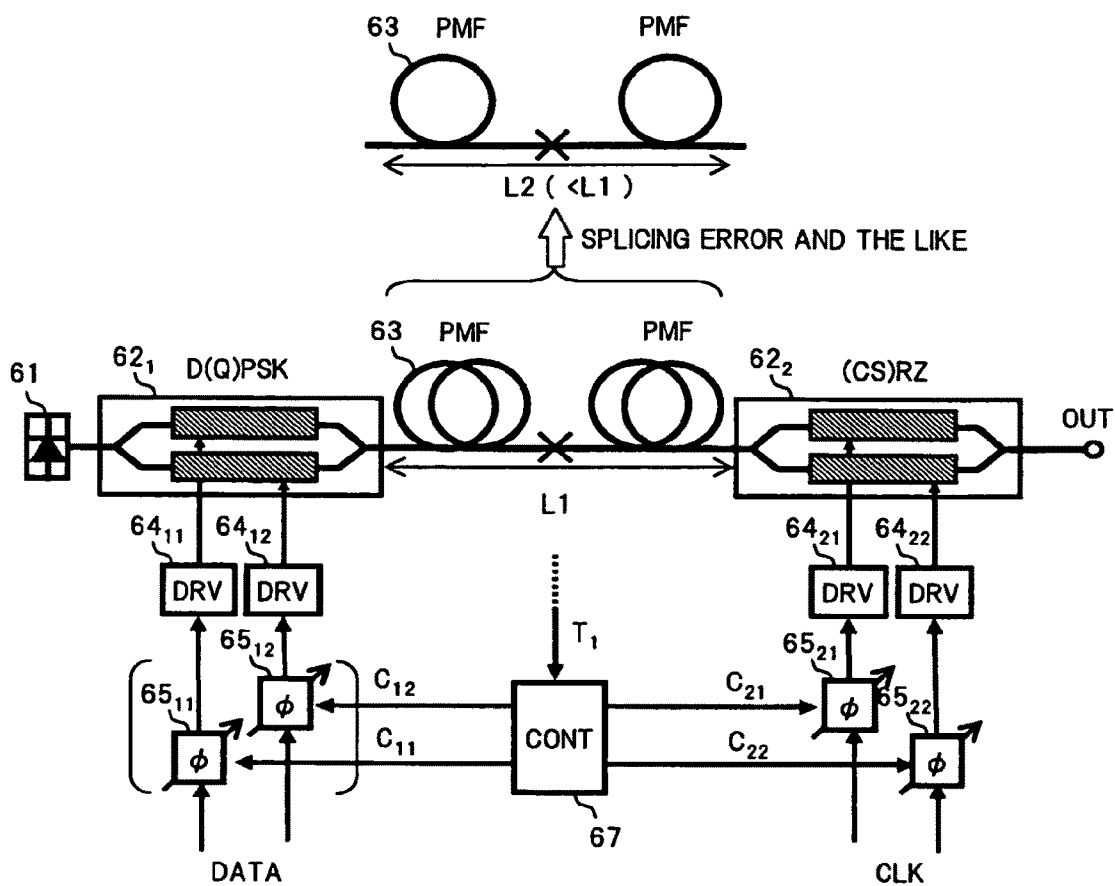 63 PMF PMF
L2 ( <L1 )
SPLICING ERROR AND THE LIKE
63 PMF PMF
61 62₁ D(Q)PSK 62₂ (CS)RZ
OUT
L1
64₁₁ 64₁₂ 64₂₁ 64₂₂
DRV DRV DRV DRV
T₁
65₁₂ 65₂₁
C₁₂ C₂₁
65₁₁ ϕ ϕ 65₂₂
CONT
C₁₁ C₂₂
ϕ ϕ
67
DATA CLK